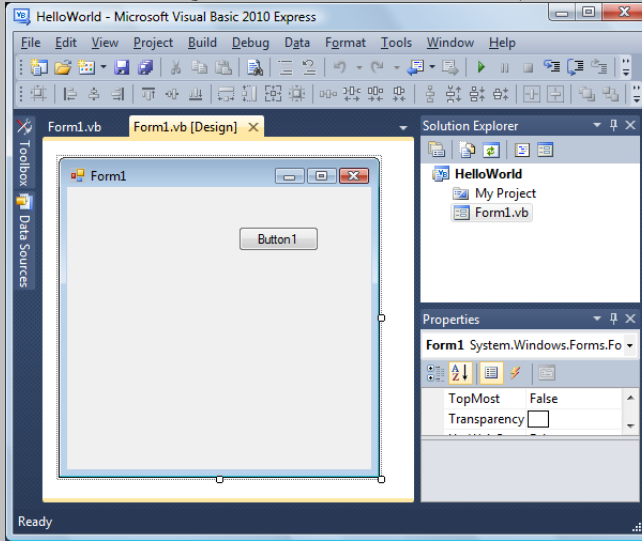 HelloWorld - Microsoft Visual Basic 2010 Express
File Edit View Project Build Debug Data Format Tools Window Help
Toolbox
Data Sources
Form1.vb Form1.vb [Design]
Form1
Button1
Solution Explorer
HelloWorld
My Project
Form1.vb
Properties
Form1 System.Windows.Forms.Fo
TopMost False
Transparency
Ready